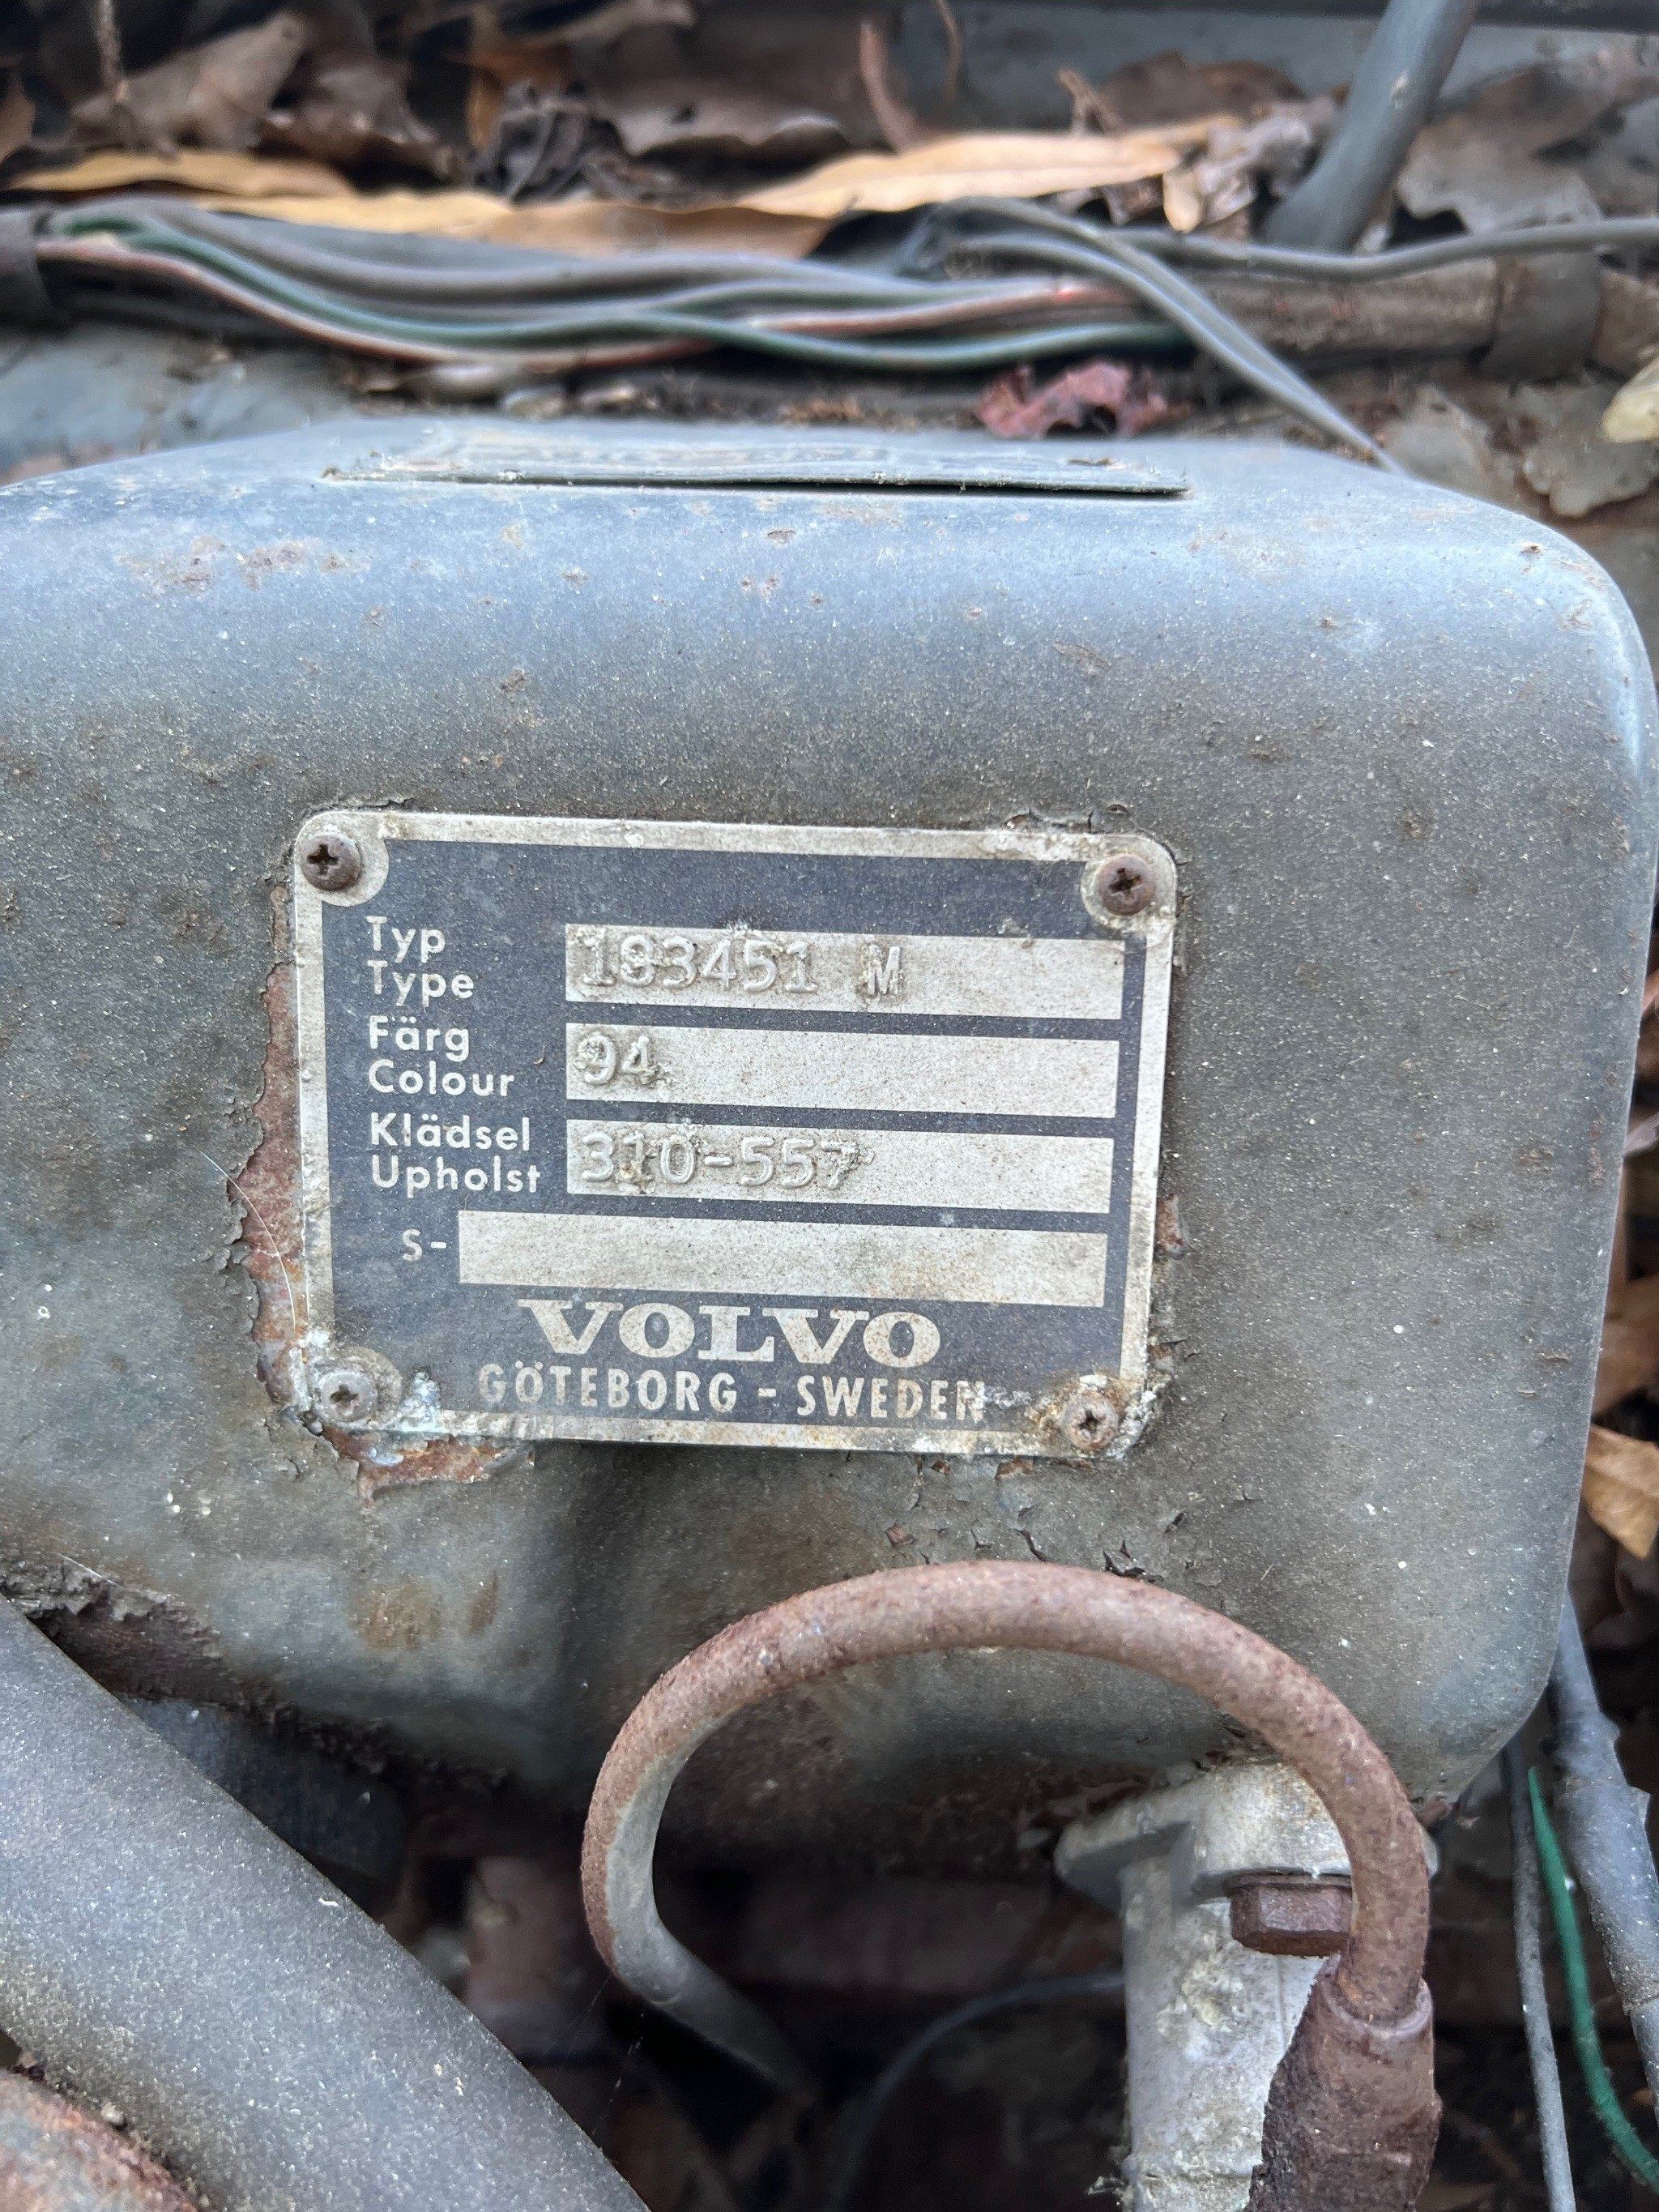 Typ
Type
183451 M
Färg
Colour
94
Klädsel
Upholst
310-557
S-
VOLVO
GÖTEBORG - SWEDEN